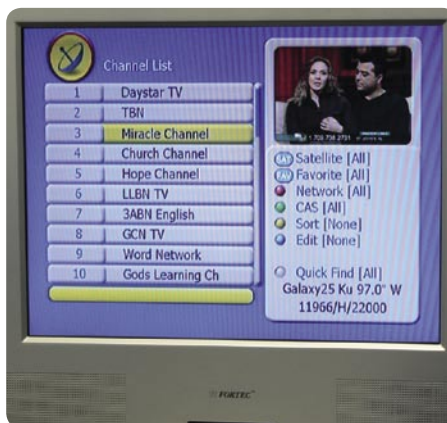 Channel List
1 Daystar TV
2 TBN
3 Miracle Channel
4 Church Channel
5 Hope Channel
6 LLBN TV
7 3ABN English
8 GCN TV
9 Word Network
10 Gods Learning Ch
SAT Satellite [All]
FAV Favorite [All]
Network [All]
CAS [All]
Sort [None]
Edit [None]
Quick Find [All]
Galaxy25 Ku 97.0° W
11966/H/22000
FORTEC